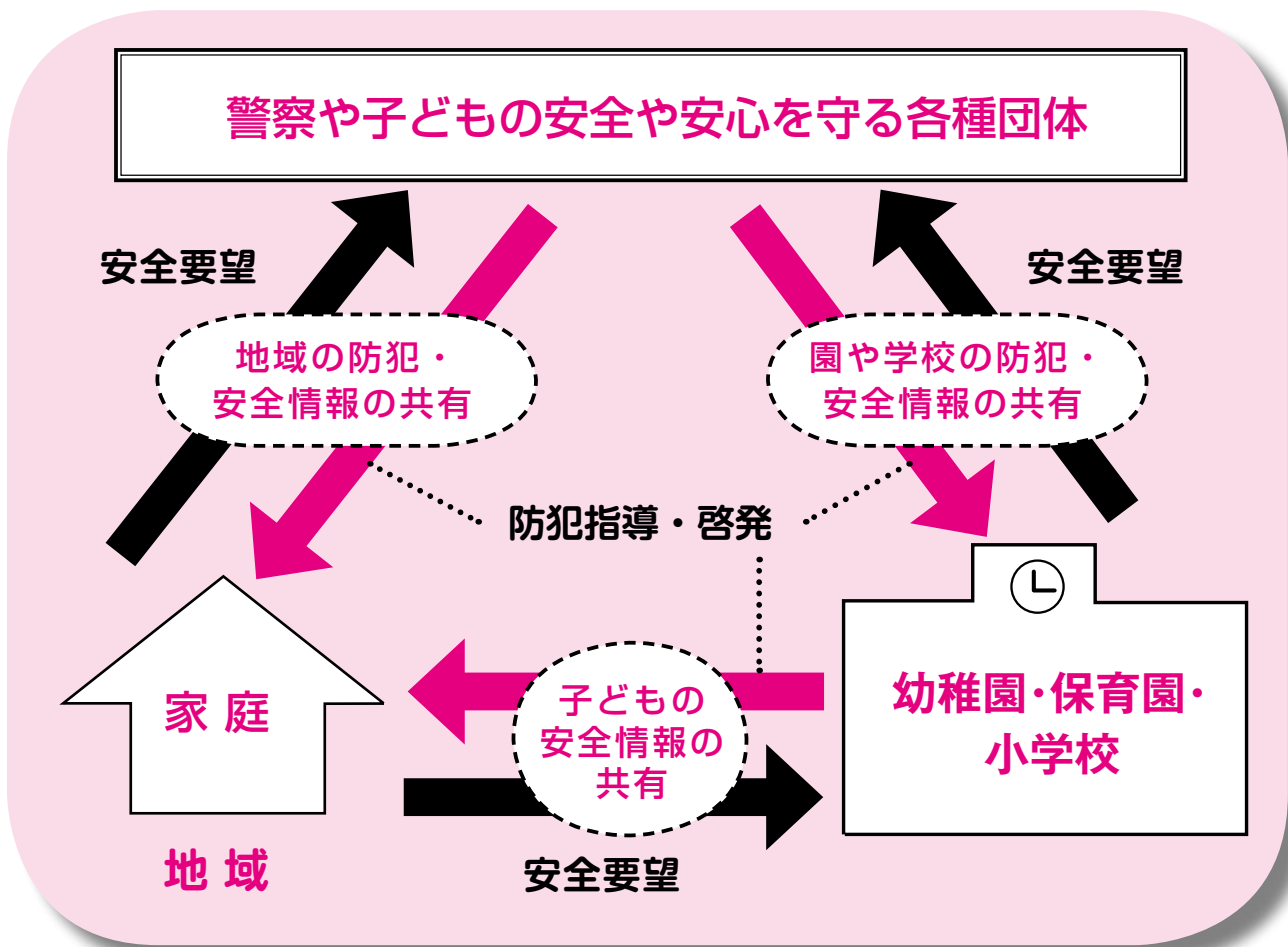 警察や子どもの安全や安心を守る各種団体
安全要望
安全要望
地域の防犯・
安全情報の共有
園や学校の防犯・
安全情報の共有
防犯指導・啓発
家 庭
地 域
子どもの
安全情報の
共有
安全要望
幼稚園・保育園・
小学校